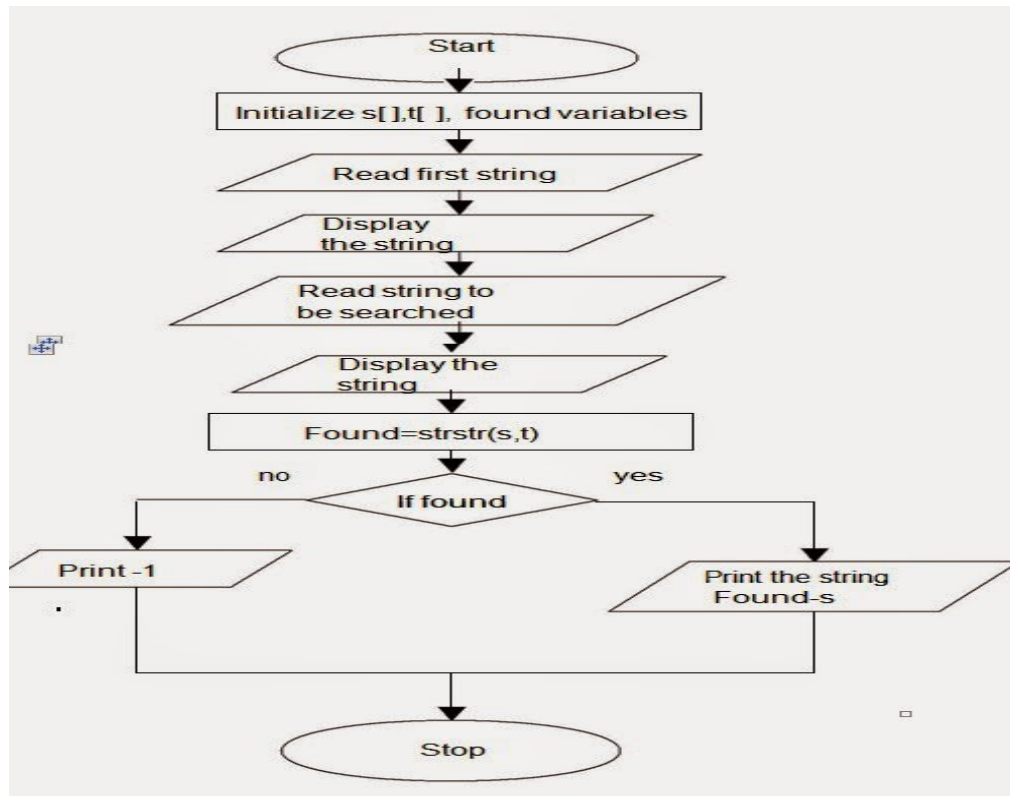 Start
Initialize s[ ],t[ ], found variables
Read first string
Display
the string
Read string to
be searched
Display the
string
Found=strstr(s,t)
no
yes
If found
Print -1
Print the string
Found-s
Stop